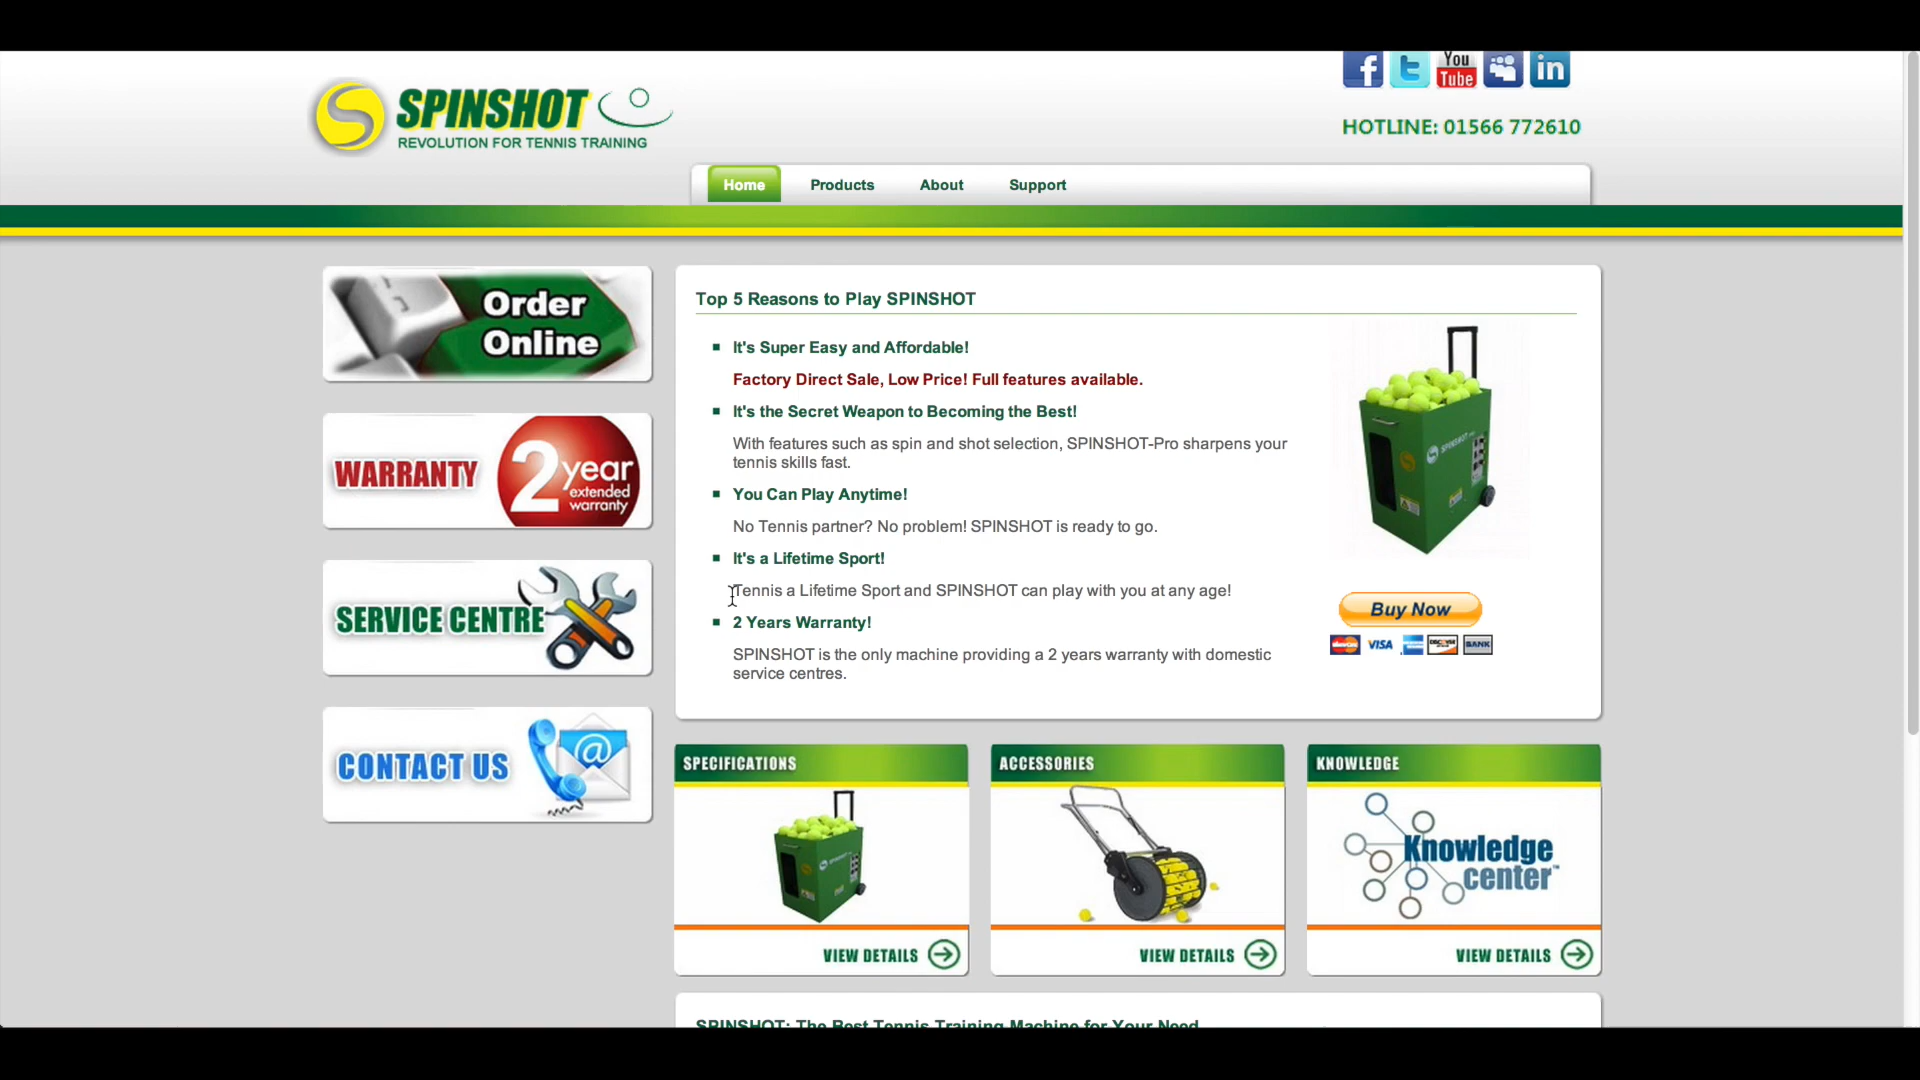 You
Tube
SPINSHOT
REVOLUTION FOR TENNIS TRAINING
HOTLINE: 01566 772610
Home
Products
About
Support
Order
Online
WARRANTY
2 year
extended
warranty
SERVICE CENTRE
CONTACT US
Top 5 Reasons to Play SPINSHOT
It's Super Easy and Affordable!
Factory Direct Sale, Low Price! Full features available.
It's the Secret Weapon to Becoming the Best!
With features such as spin and shot selection, SPINSHOT-Pro sharpens your
tennis skills fast.
You Can Play Anytime!
No Tennis partner? No problem! SPINSHOT is ready to go.
It's a Lifetime Sport!
Tennis a Lifetime Sport and SPINSHOT can play with you at any age!
2 Years Warranty!
SPINSHOT is the only machine providing a 2 years warranty with domestic
service centres.
Buy Now
VISA
BANK
SPECIFICATIONS
VIEW DETAILS
ACCESSORIES
VIEW DETAILS
KNOWLEDGE
Knowledge
center™
VIEW DETAILS
SPINSHOT: The Best Tennis Training Machine for Your Need